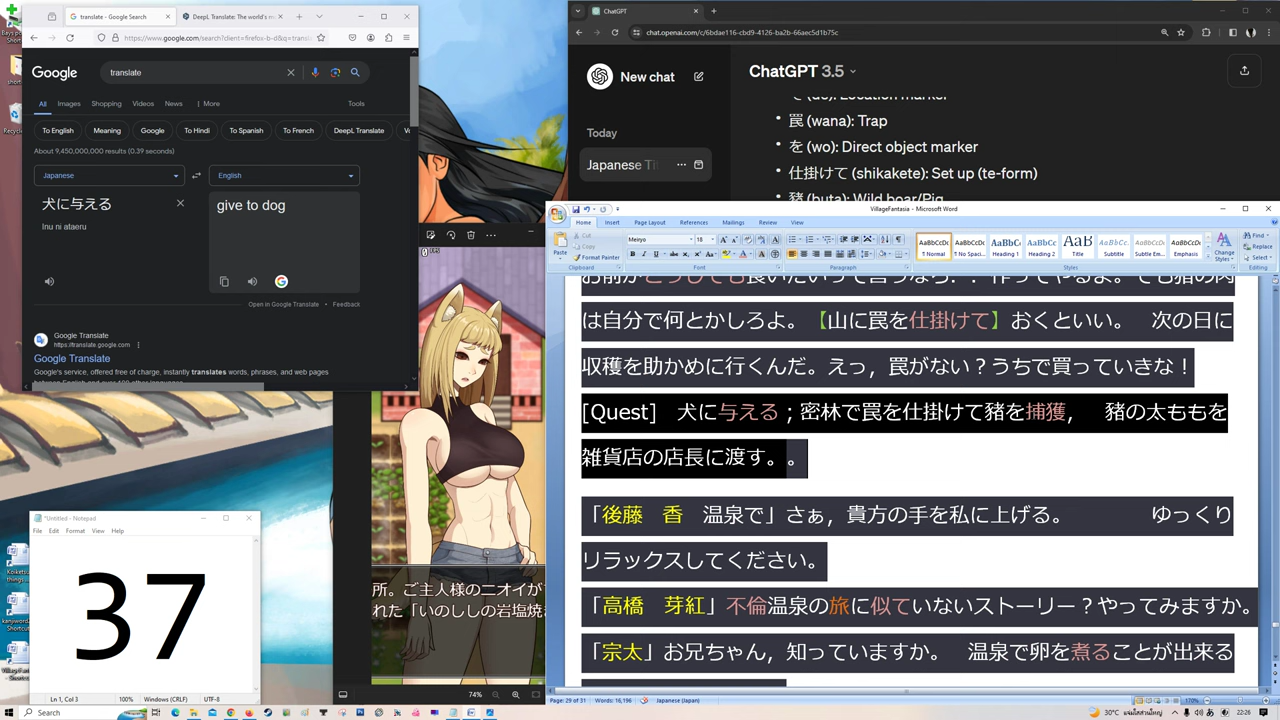 translate - Google Search
DeepL Translate: The world's m
https://www.google.com/search?client=firefox-b-d&q=trans
Google
translate
All Images Shopping Videos News | More Tools
To English Meaning Google To Hindi To Spanish To French DeepL Translate
About 9,450,000,000 results (0.39 seconds)
Japanese English
犬に与える
Inu ni ataeru
give to dog
Open in Google Translate • Feedback
Google Translate
https://translate.google.com
Google Translate
Google's service, offered free of charge, instantly translates words, phrases, and web pages
ChatGPT
chat.openai.com/c/6bdae116-cbd9-4126-ba2b-66aec5d1b75c
New chat
Today
Japanese Ti
ChatGPT 3.5
で (de): Location marker
• 罠 (wana): Trap
• を (wo): Direct object marker
• 仕掛けて (shikakete): Set up (te-form)
猪 (buta): Wild boar/Pig
VillageFantasia - Microsoft Word
Home Insert Page Layout References Mailings Review View
Paste
Cut
Copy
Format Painter
Clipboard
Meiryo 18
Font
Paragraph
AaBbCcDc AaBbCcDc AaBbCc AaBbCc AaB AaBbCc. AaBbCcDc AaBbCcDc
¶ Normal ¶ No Spaci... Heading 1 Heading 2 Title Subtitle Subtle Em... Emphasis
Styles
Change Styles
Find
Replace
Select
Editing
は自分で何とかしろよ。【山に罠を仕掛けて】おくといい。 次の日に
収穫を助かめに行くんだ。えっ，罠がない？うちで買っていきな！
[Quest] 犬に与える；密林で罠を仕掛けて豬を捕獲， 豬の太ももを
雑貨店の店長に渡す。。
「後藤 香 温泉で」さぁ，貴方の手を私に上げる。 ゆっくり
リラックスしてください。
「高橋 芽紅」不倫温泉の旅に似ていないストーリー？やってみますか。
「宗太」お兄ちゃん，知っていますか。 温泉で卵を煮ることが出来る
Page: 29 of 31 Words: 16,196 Japanese (Japan) 170%
所。ご主人様のニオイが
れた「いのししの岩塩焼き
74%
*Untitled - Notepad
File Edit Format View Help
37
Ln 1, Col 3 100% Windows (CRLF) UTF-8
Search
30°C
22:26